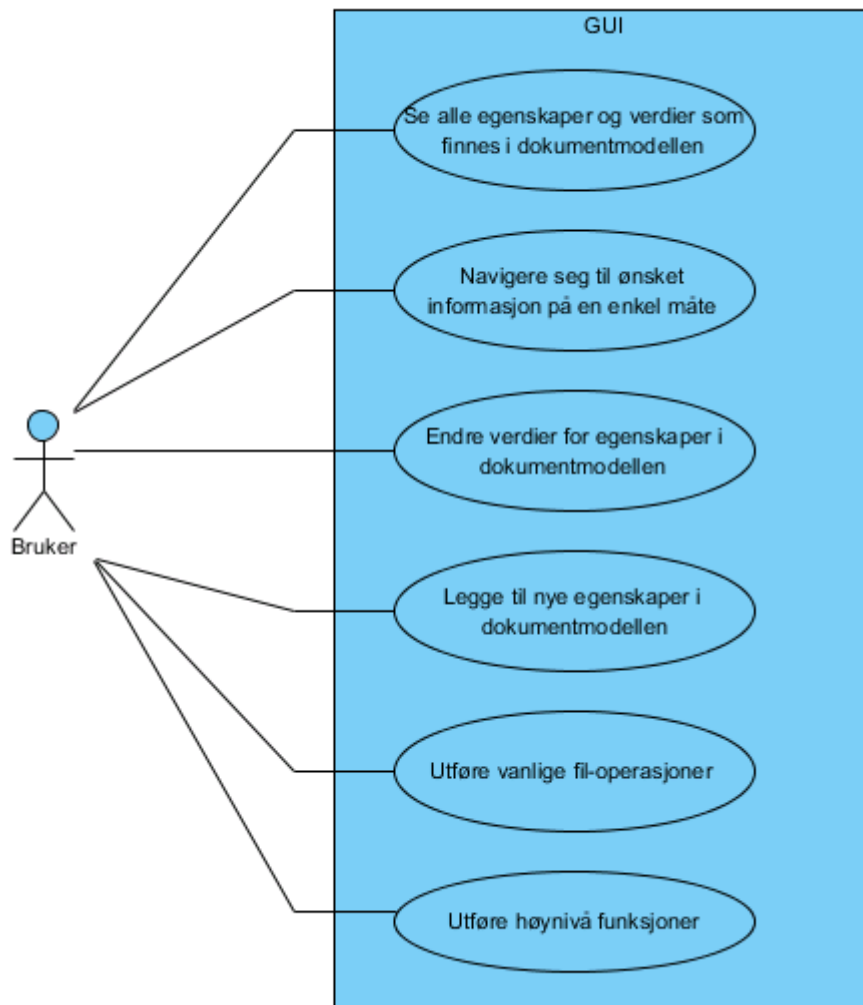 GUI
Se alle egenskaper og verdier som
finnes i dokumentmodellen
Navigere seg til ønsket
informasjon på en enkel måte
Endre verdier for egenskaper i
dokumentmodellen
Bruker
Legge til nye egenskaper i
dokumentmodellen
Utføre vanlige fil-operasjoner
Utføre høynivå funksjoner